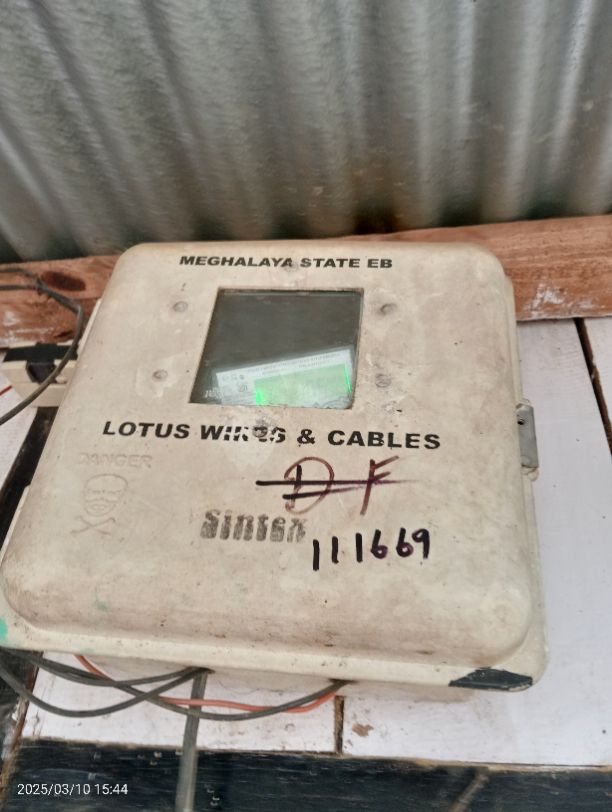 MEGHALAYA STATE EB
LOTUS WIRES & CABLES
DANGER
DF
Sintex
111669
2025/03/10 15:44